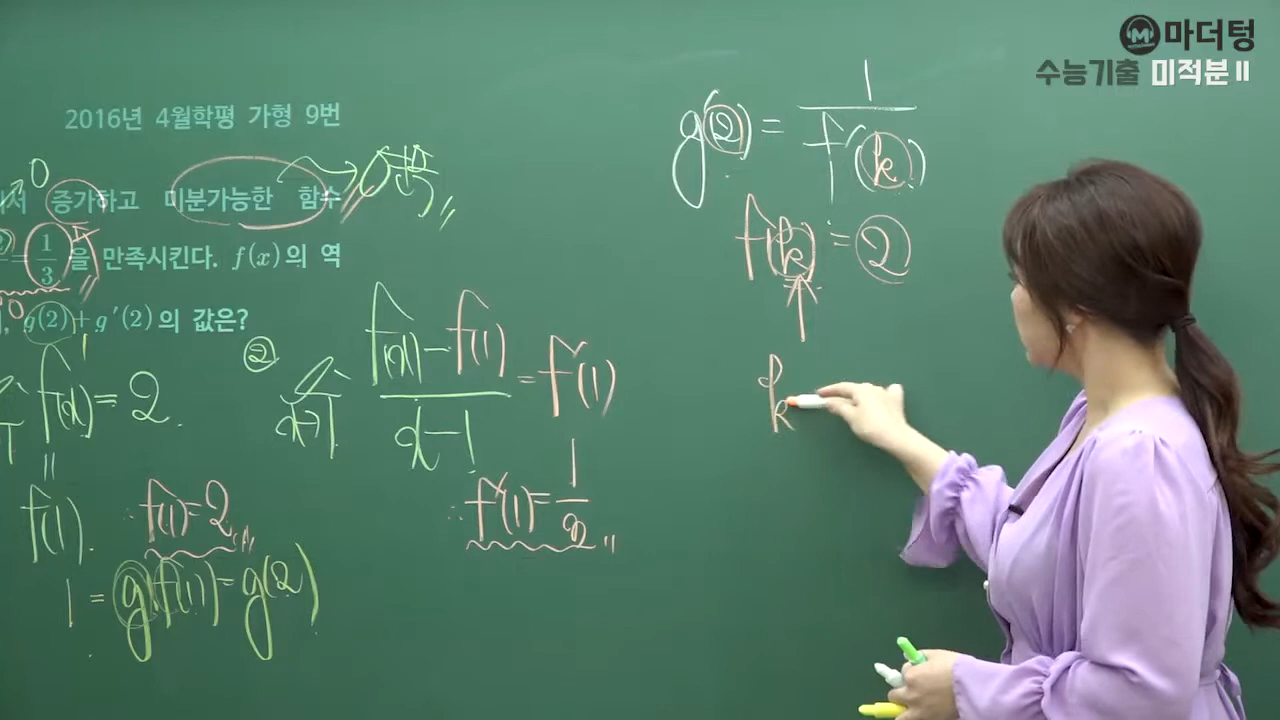 마더텅
수능기출 미적분 II
2016년 4월학평 가형 9번
서 증가하고 미분가능한 함수
= 1/3 을 만족시킨다. f(x)의 역
g(2)+g′(2)의 값은?
f(x) = 2.
f(1).
∴ f(1)=2
1 = g(f(1)) = g(2)
②
x→1 f(x)−f(1) / x−1 = f′(1)
∴ f′(1) = 1/2
g′(2) = 1 / f′(k)
f(k) = 2
k